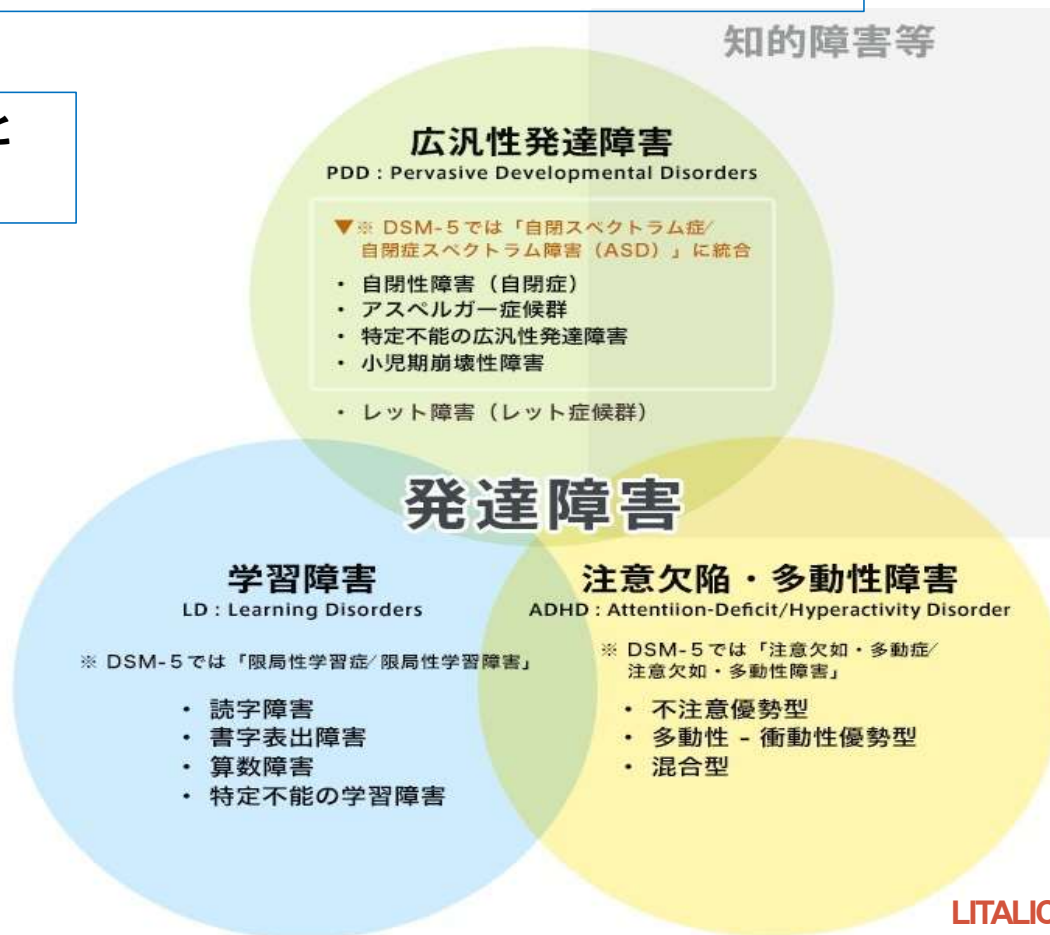 知的障害等
と
広汎性発達障害
PDD : Pervasive Developmental Disorders
▼※ DSM-5では「自閉スペクトラム症/
自閉症スペクトラム障害（ASD）」に統合
・ 自閉性障害（自閉症）
・ アスペルガー症候群
・ 特定不能の広汎性発達障害
・ 小児期崩壊性障害
・ レット障害（レット症候群）
発達障害
学習障害
LD : Learning Disorders
※ DSM-5では「限局性学習症/限局性学習障害」
・ 読字障害
・ 書字表出障害
・ 算数障害
・ 特定不能の学習障害
注意欠陥・多動性障害
ADHD : Attentiion-Deficit/Hyperactivity Disorder
※ DSM-5では「注意欠如・多動症/
注意欠如・多動性障害」
・ 不注意優勢型
・ 多動性 - 衝動性優勢型
・ 混合型
LITALIC